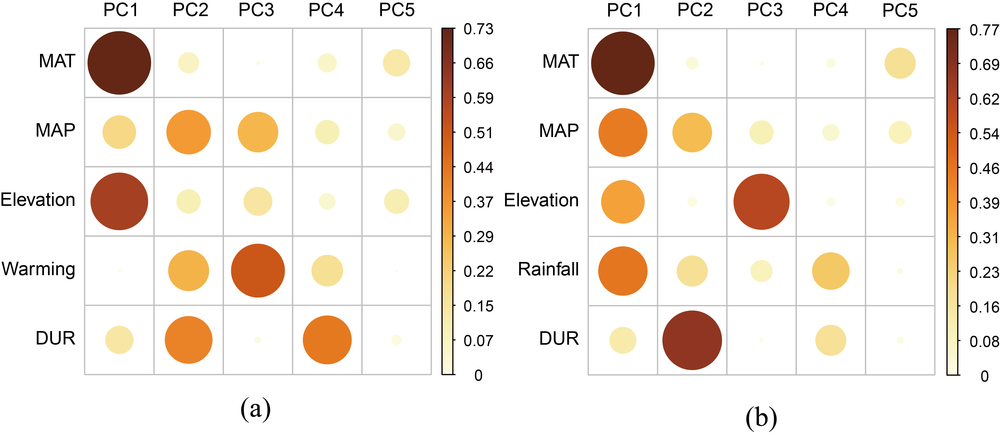 PC1 PC2 PC3 PC4 PC5
MAT
MAP
Elevation
Warming
DUR
0.73
0.66
0.59
0.51
0.44
0.37
0.29
0.22
0.15
0.07
0
(a)
PC1 PC2 PC3 PC4 PC5
MAT
MAP
Elevation
Rainfall
DUR
0.77
0.69
0.62
0.54
0.46
0.39
0.31
0.23
0.16
0.08
0
(b)